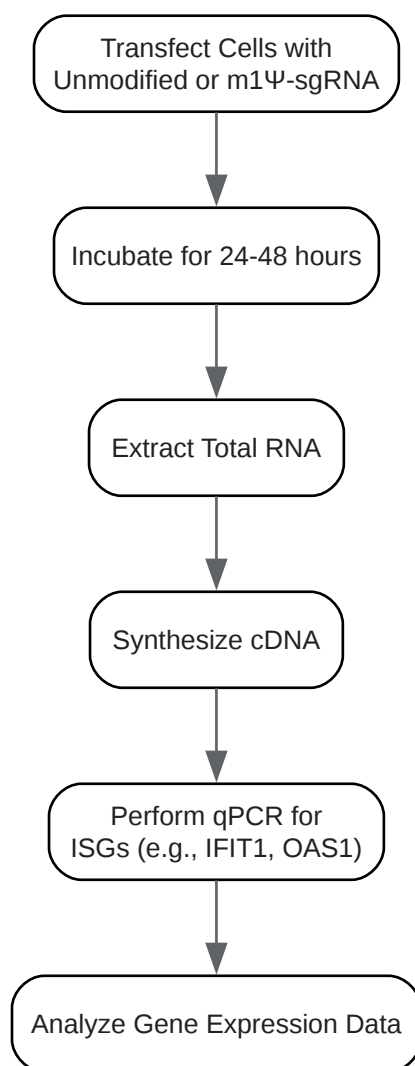 Transfect Cells with
Unmodified or m1Ψ-sgRNA
Incubate for 24-48 hours
Extract Total RNA
Synthesize cDNA
Perform qPCR for
ISGs (e.g., IFIT1, OAS1)
Analyze Gene Expression Data